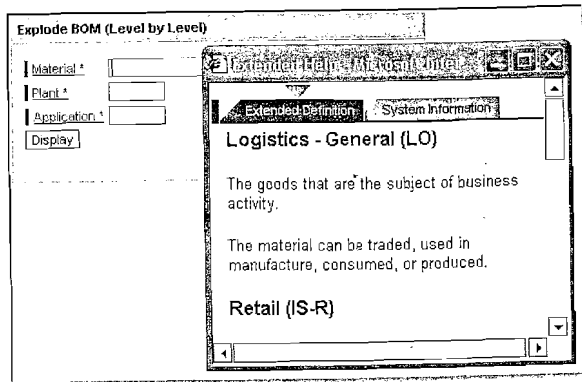 Explode BOM (Level by Level)
Material *
Plant *
Application *
Display
Extended Help - Microsoft Inter
Extended Definition
System Information
Logistics - General (LO)
The goods that are the subject of business
activity.
The material can be traded, used in
manufacture, consumed, or produced.
Retail (IS-R)